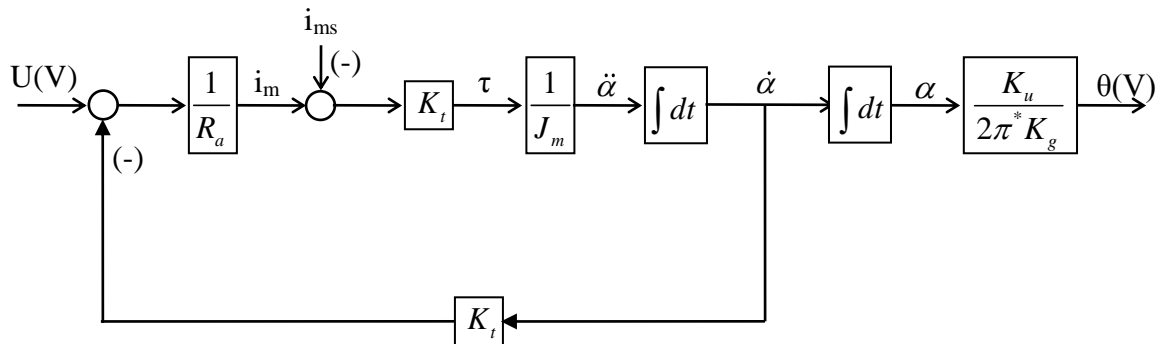 i_ms
(-)
U(V)
1
R_a
i_m
K_t
τ
1
J_m
α̈
∫ dt
α̇
∫ dt
α
K_u
2π* K_g
θ(V)
(-)
K_t